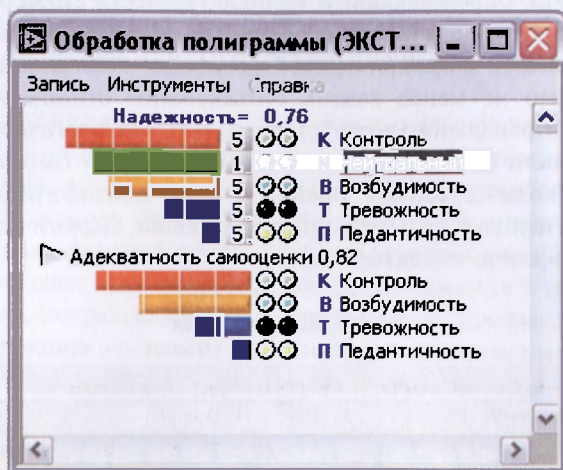 Обработка полиграммы (ЭКСТ...
Запись Инструменты Справка
Надежность= 0,76
5 К Контроль
1 N Нейтральный
5 В Возбудимость
5 Т Тревожность
5 П Педантичность
Адекватность самооценки 0,82
К Контроль
В Возбудимость
Т Тревожность
П Педантичность